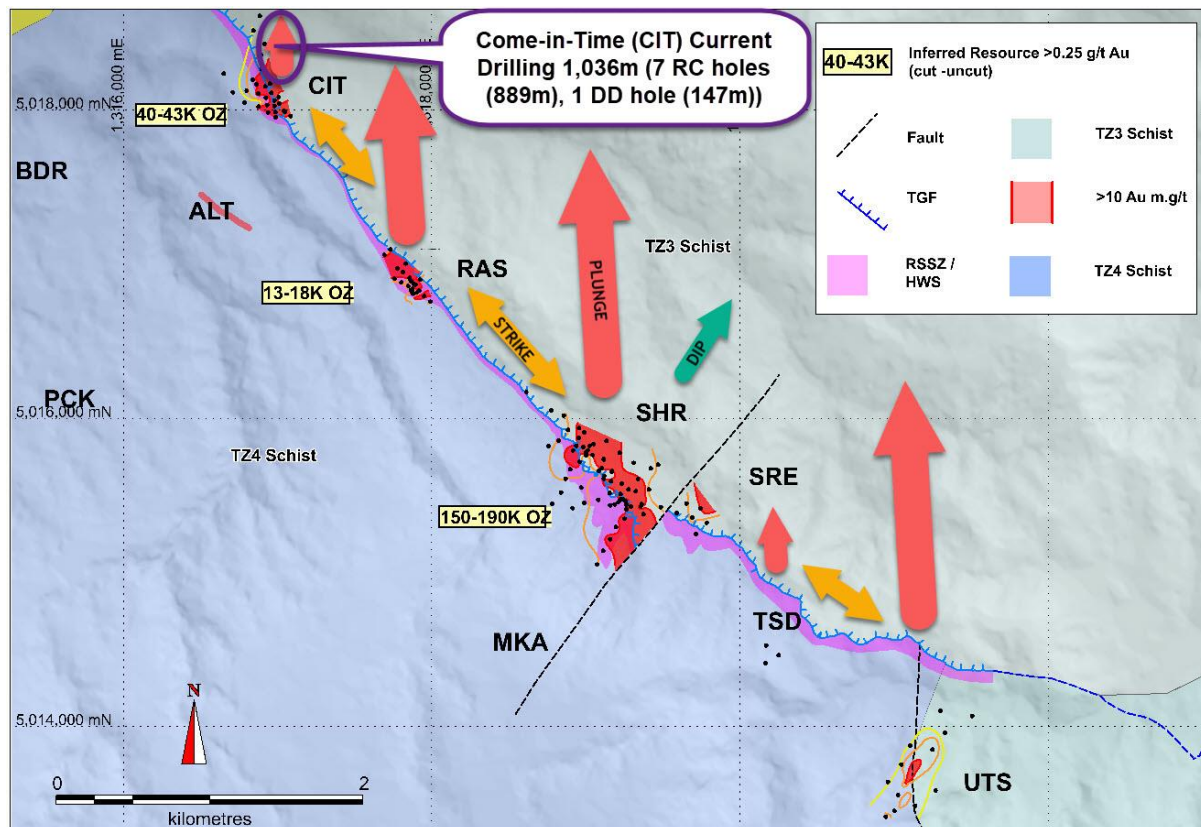 Come-in-Time (CIT) Current
Drilling 1,036m (7 RC holes
(889m), 1 DD hole (147m))
40-43K
Inferred Resource >0.25 g/t Au
(cut -uncut)
Fault
TZ3 Schist
TGF
>10 Au m.g/t
RSSZ /
HWS
TZ4 Schist
1,316,000 mE
CIT
5,018,000 mN
40-43K OZ
BDR
ALT
TZ3 Schist
RAS
13-18K OZ
PLUNGE
STRIKE
DIP
PCK
5,016,000 mN
SHR
TZ4 Schist
SRE
150-190K OZ
MKA
TSD
N
5,014,000 mN
UTS
0
2
kilometres